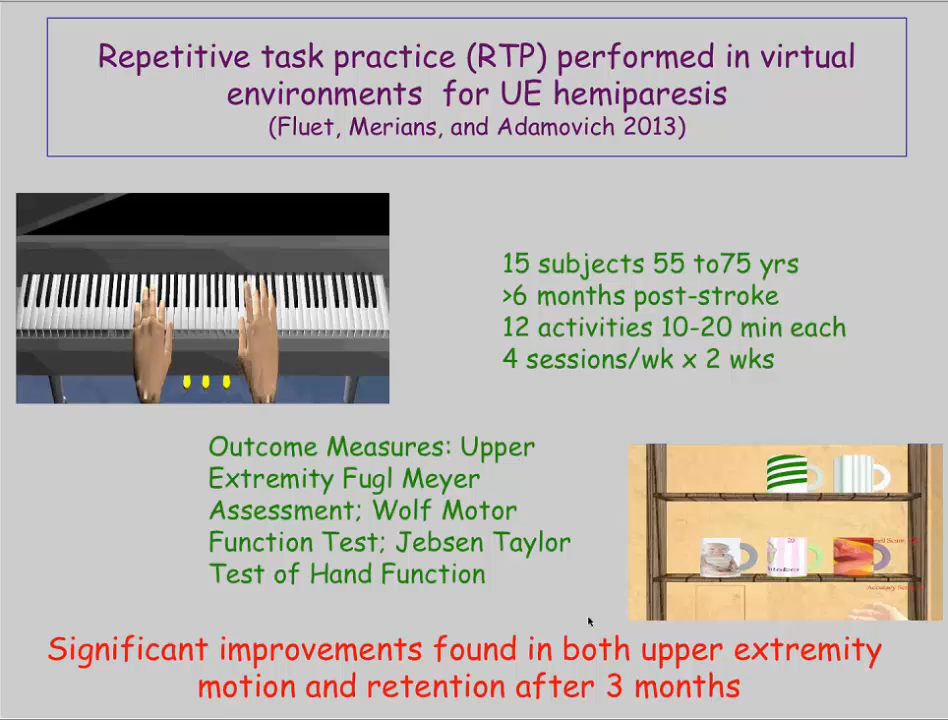 Repetitive task practice (RTP) performed in virtual
environments for UE hemiparesis
(Fluet, Merians, and Adamovich 2013)
15 subjects 55 to75 yrs
>6 months post-stroke
12 activities 10-20 min each
4 sessions/wk x 2 wks
Outcome Measures: Upper
Extremity Fugl Meyer
Assessment; Wolf Motor
Function Test; Jebsen Taylor
Test of Hand Function
Significant improvements found in both upper extremity
motion and retention after 3 months